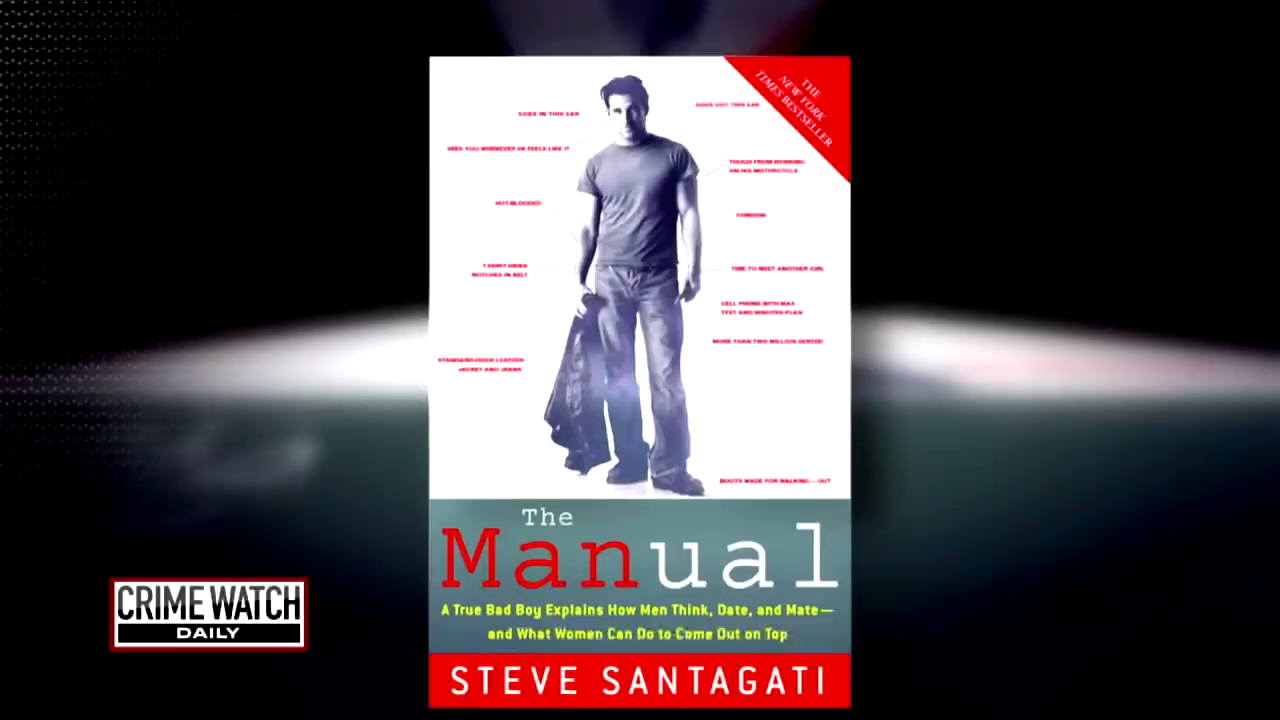 THE
NEW YORK
TIMES BESTSELLER
GOES IN THIS EAR
GOES OUT THIS EAR
SEES YOU WHENEVER HE FEELS LIKE IT
TOUGH FROM WORKING
ON HIS MOTORCYCLE
HOT-BLOODED
CONDOM
T-SHIRT HIDES
NOTCHES IN BELT
TIME TO MEET ANOTHER GIRL
CELL PHONE WITH MAX
TEXT AND MINUTES PLAN
MORE THAN TWO MILLION SERVED
STANDARD-ISSUE LEATHER
JACKET AND JEANS
BOOTS MADE FOR WALKING—OUT
The
Manual
A True Bad Boy Explains How Men Think, Date, and Mate—
and What Women Can Do to Come Out on Top
STEVE SANTAGATI
CRIME WATCH
DAILY